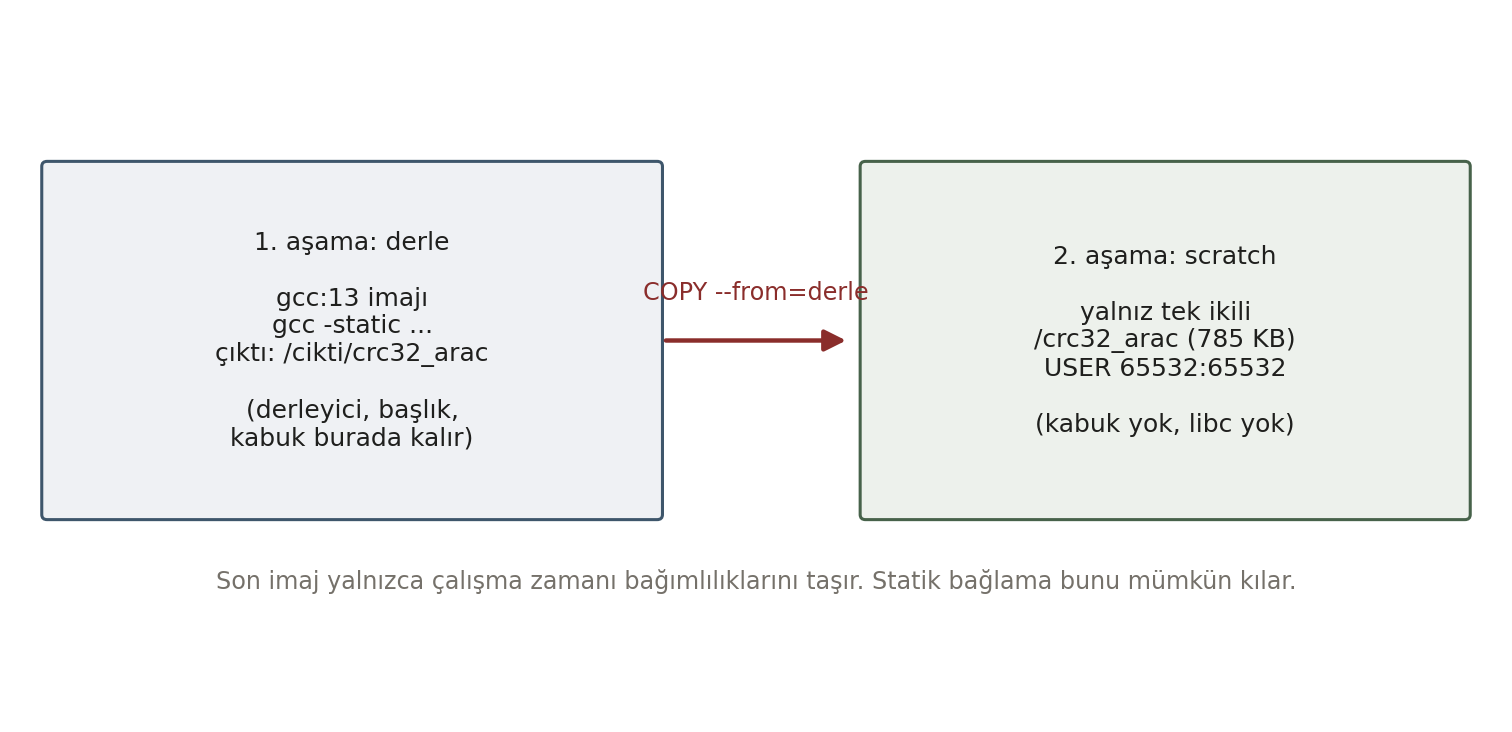 1. aşama: derle
gcc:13 imajı
gcc -static ...
çıktı: /cikti/crc32_arac
(derleyici, başlık,
kabuk burada kalır)
COPY --from=derle
2. aşama: scratch
yalnız tek ikili
/crc32_arac (785 KB)
USER 65532:65532
(kabuk yok, libc yok)
Son imaj yalnızca çalışma zamanı bağımlılıklarını taşır. Statik bağlama bunu mümkün kılar.